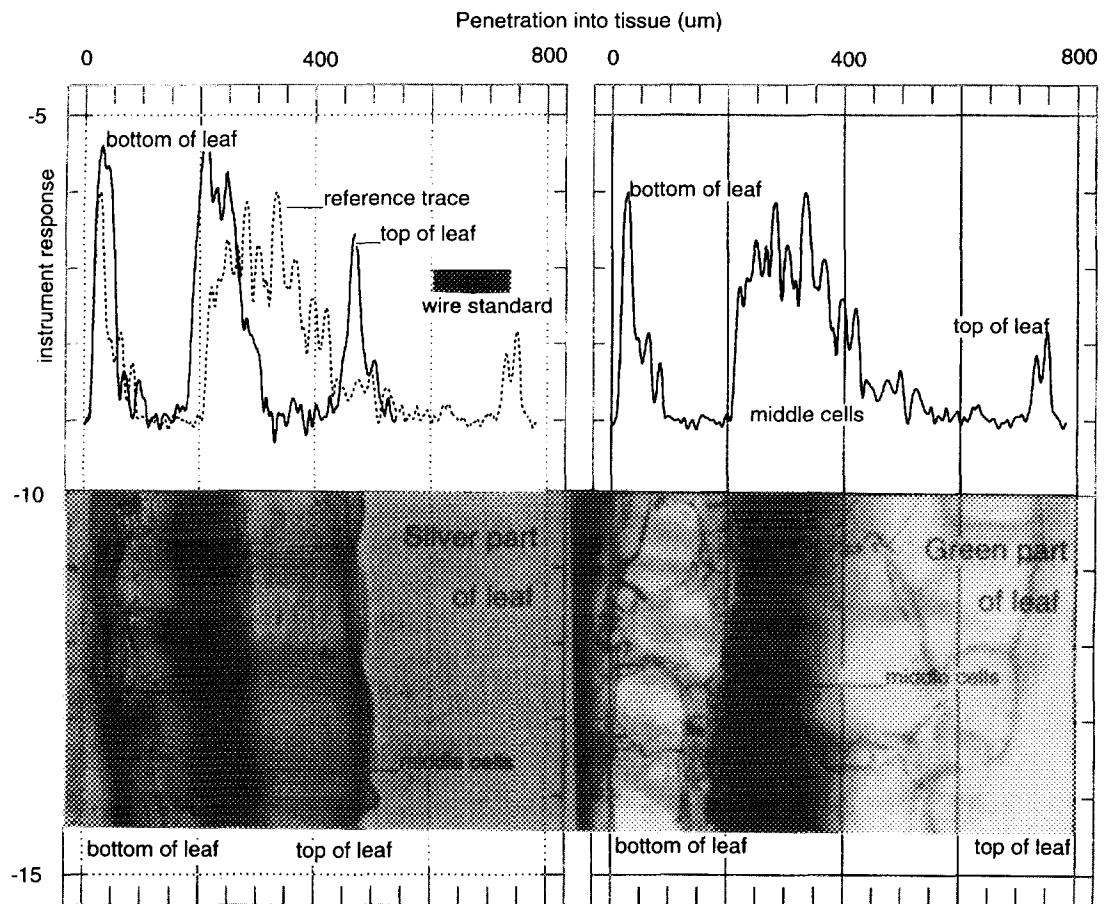 Penetration into tissue (um)
0 400 800 0 400 800
-5
bottom of leaf
reference trace
top of leaf
wire standard
instrument response
bottom of leaf
top of leaf
middle cells
-10
Silver part
of leaf
middle cells
Green part
of leaf
middle cells
bottom of leaf top of leaf bottom of leaf top of leaf
-15